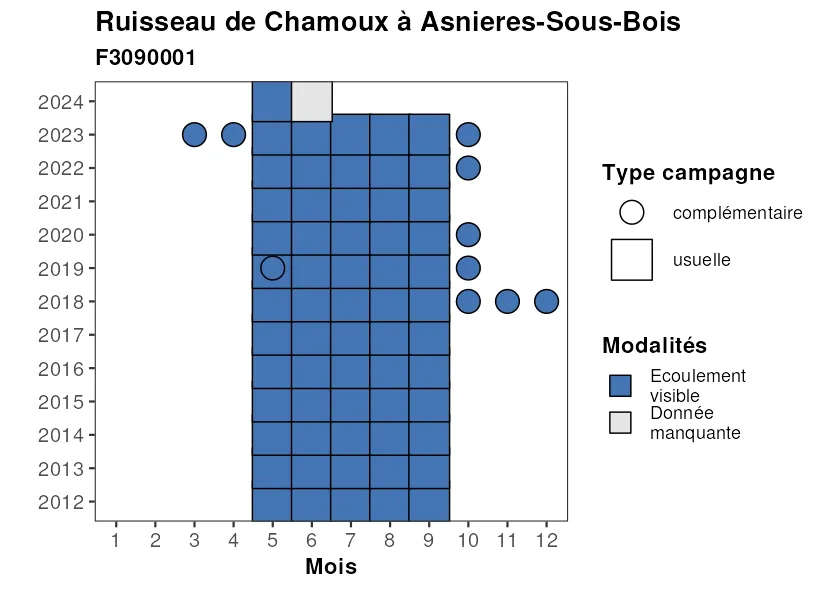 Ruisseau de Chamoux à Asnieres-Sous-Bois
F3090001
2024
2023
2022
2021
2020
2019
2018
2017
2016
2015
2014
2013
2012
1 2 3 4 5 6 7 8 9 10 11 12
Mois
Type campagne
complémentaire
usuelle
Modalités
Ecoulement
visible
Donnée
manquante